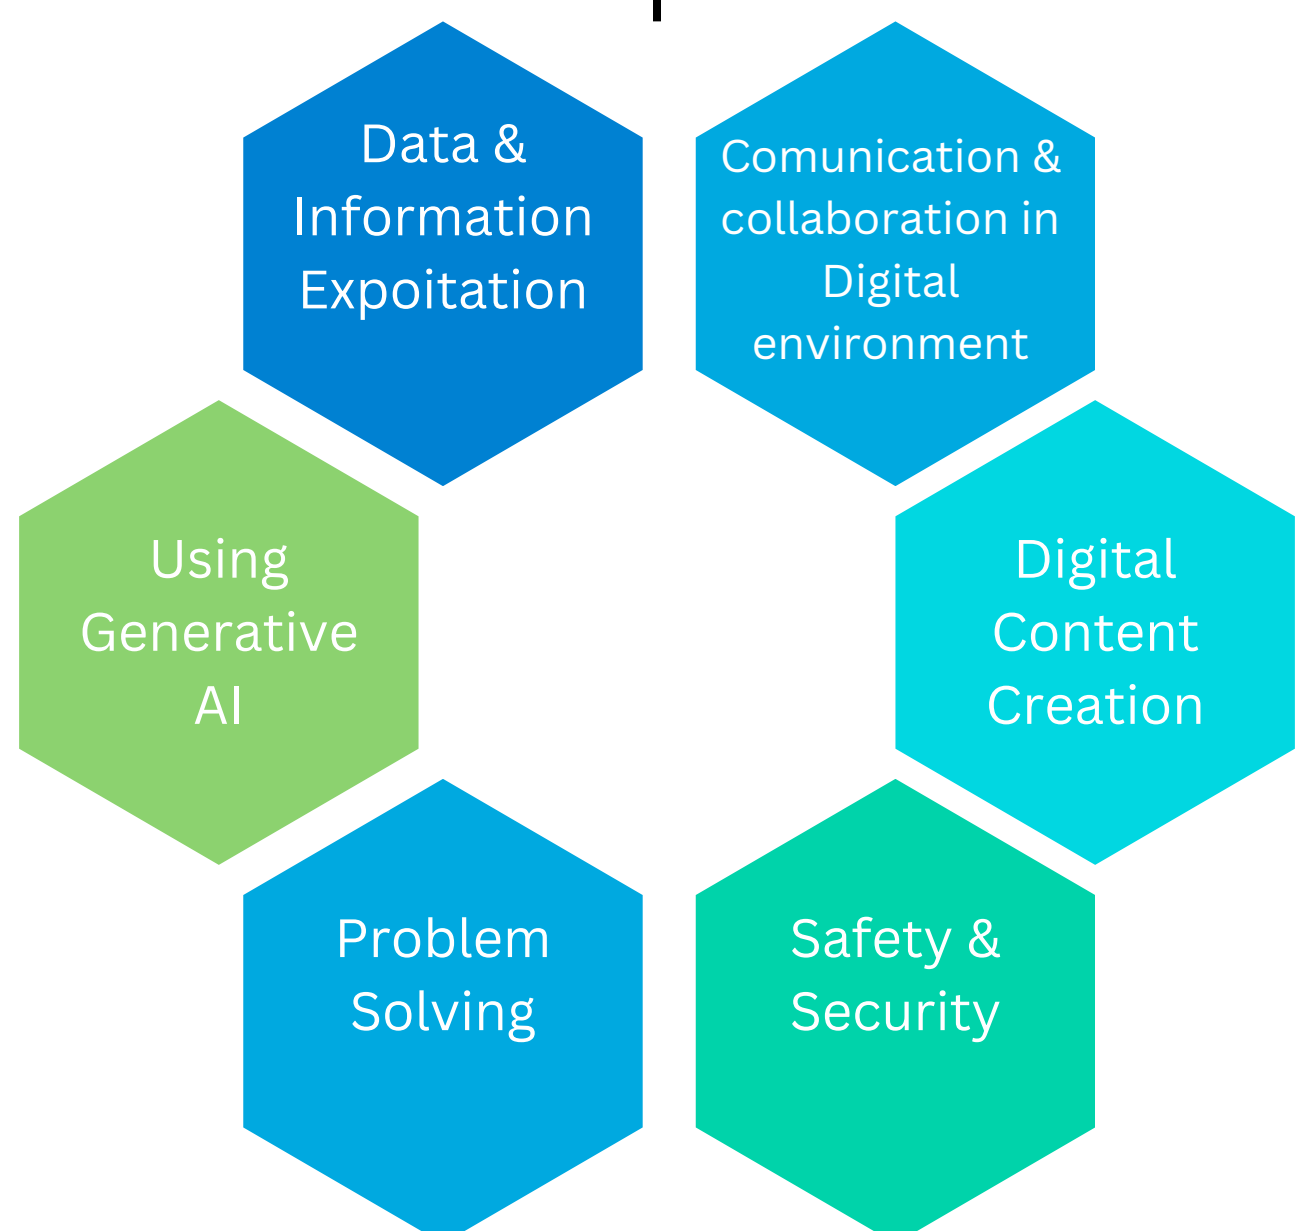 Data &
Information
Expoitation
Comunication &
collaboration in
Digital
environment
Using
Generative
AI
Digital
Content
Creation
Problem
Solving
Safety &
Security